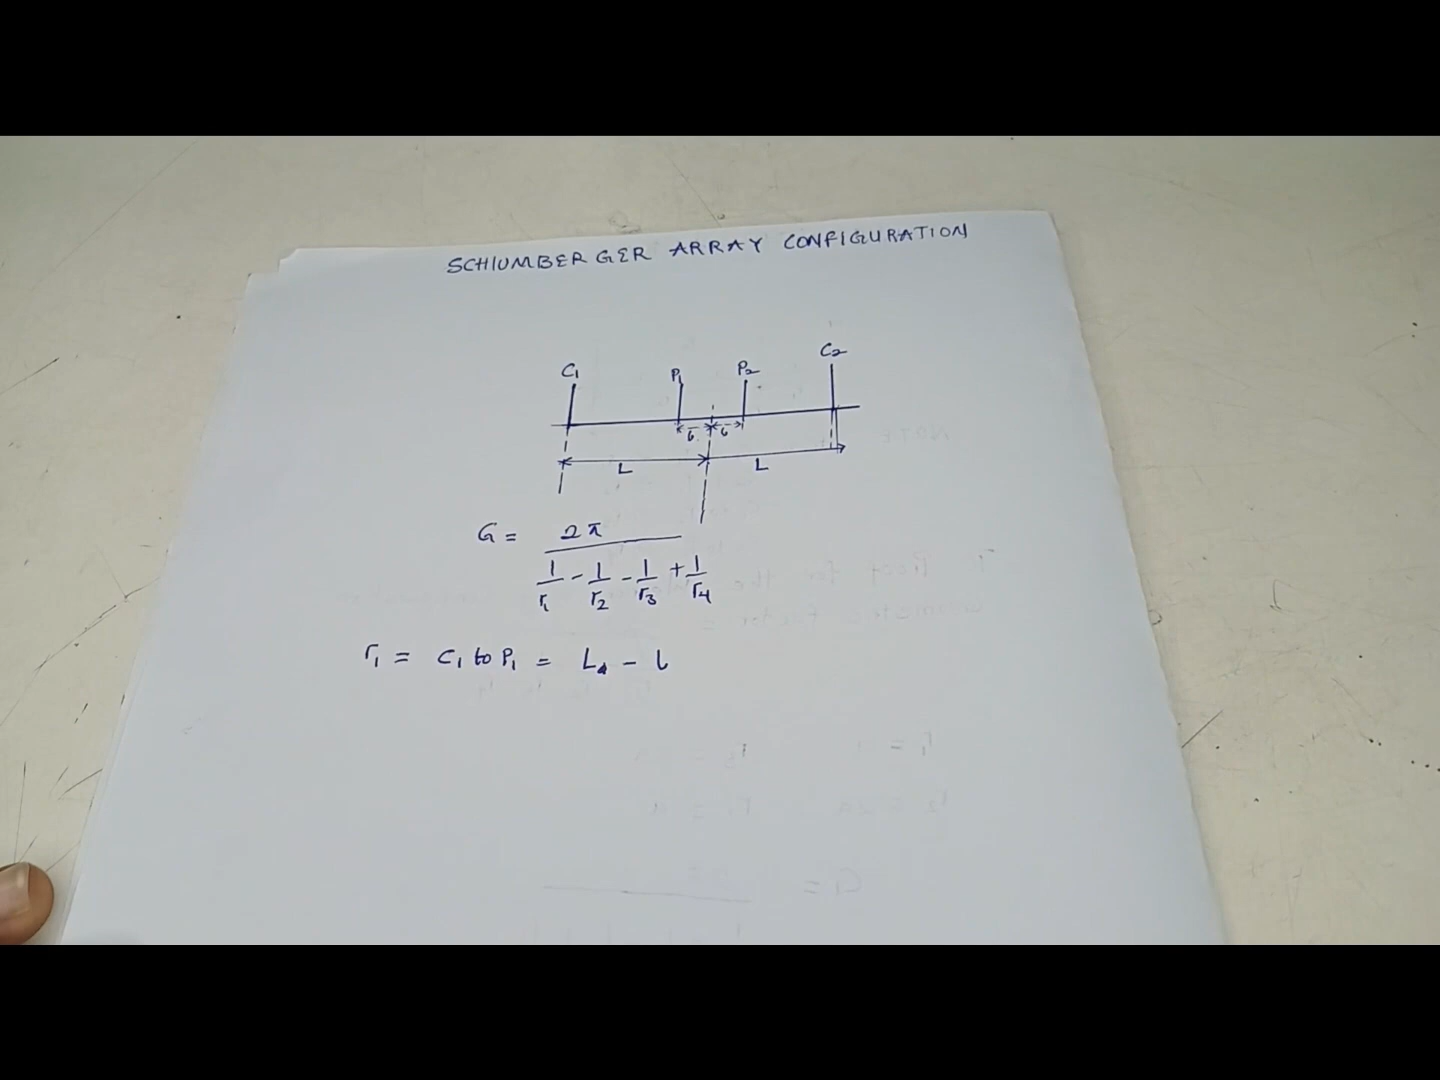 SCHlUMBERGER ARRAY CONFIGURATION
C1 P1 P2 C2
l l
L L
G = 2π
1/r1 - 1/r2 - 1/r3 + 1/r4
r1 = C1 to P1 = L - l